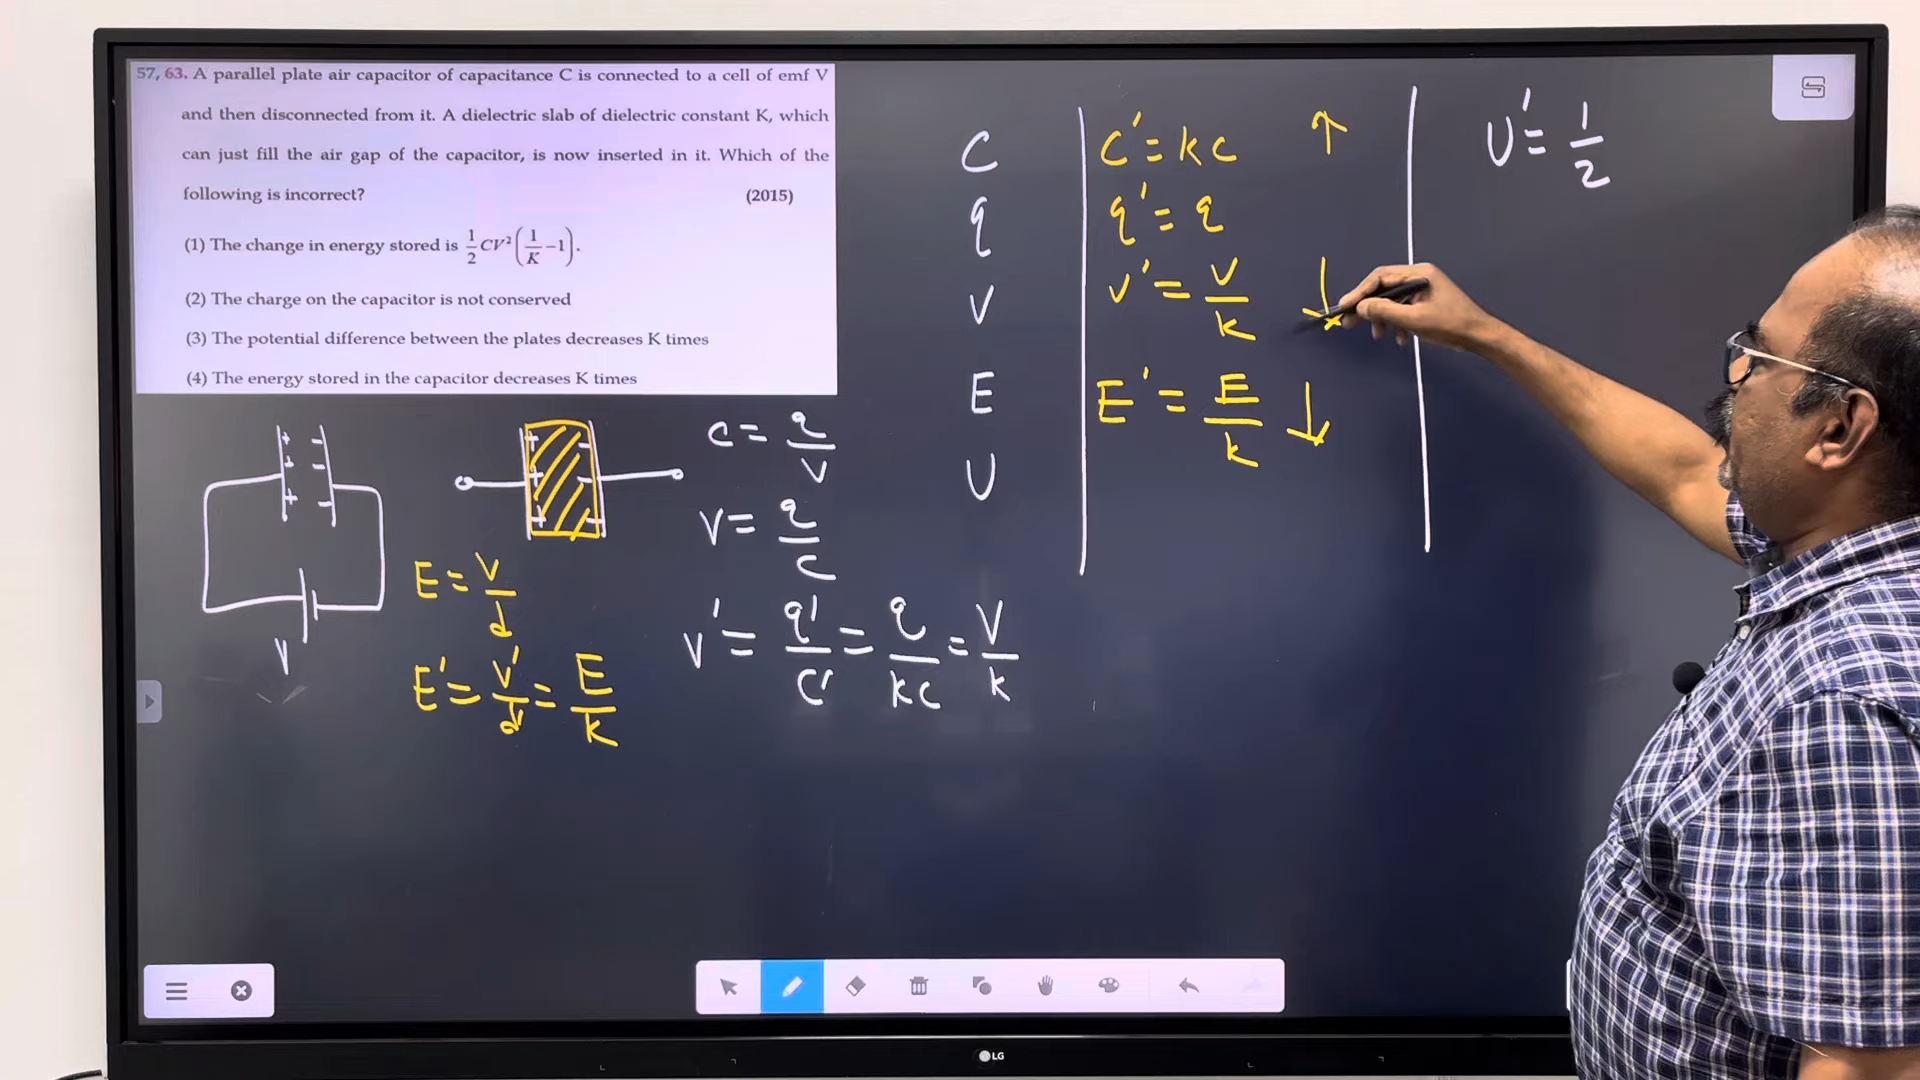 57, 63. A parallel plate air capacitor of capacitance C is connected to a cell of emf V
and then disconnected from it. A dielectric slab of dielectric constant K, which
can just fill the air gap of the capacitor, is now inserted in it. Which of the
following is incorrect? (2015)
(1) The change in energy stored is 1/2 CV² (1/K − 1).
(2) The charge on the capacitor is not conserved
(3) The potential difference between the plates decreases K times
(4) The energy stored in the capacitor decreases K times
+ −
+ −
+ −
V
+ −
+ −
+ −
E = V/d
E' = V'/d = E/k
C = q/V
V = q/C
V' = q'/C' = q/kC = V/k
C
q
V
E
U
C' = kC ↑
q' = q
V' = V/k ↓
E' = E/k ↓
U' = 1/2
LG